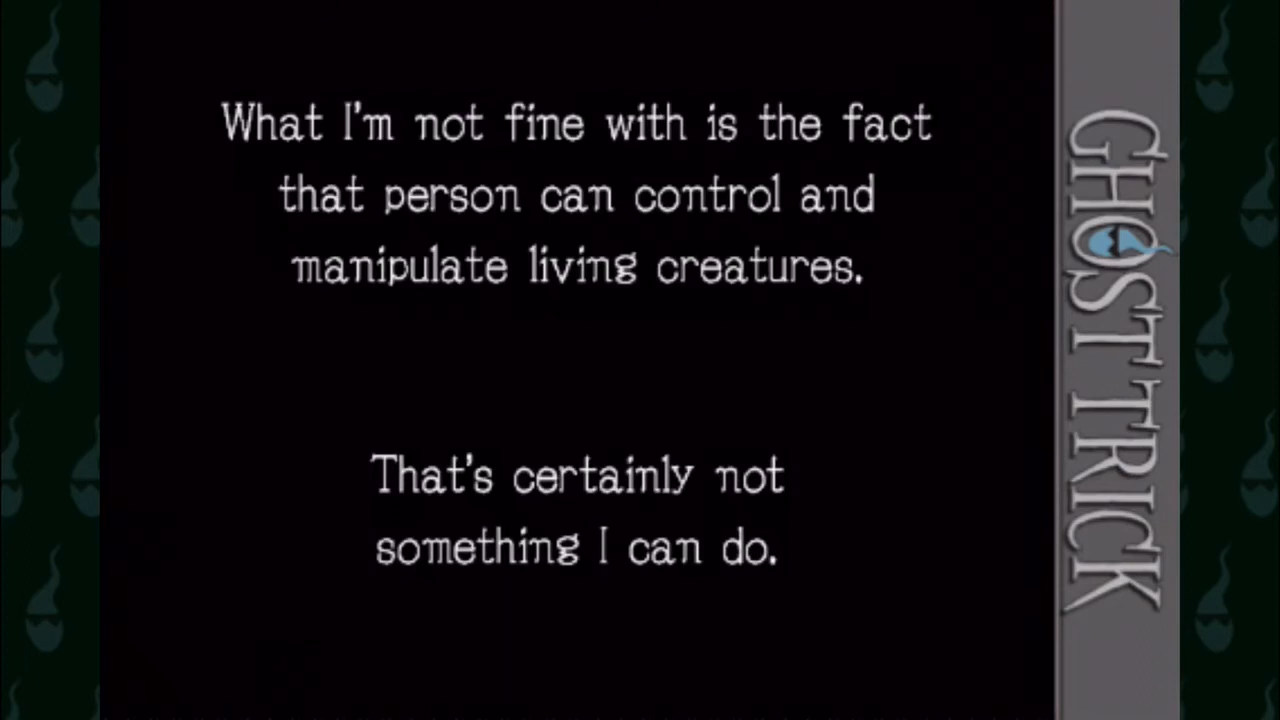 What I'm not fine with is the fact
that person can control and
manipulate living creatures.
That's certainly not
something I can do.
GHOST TRICK